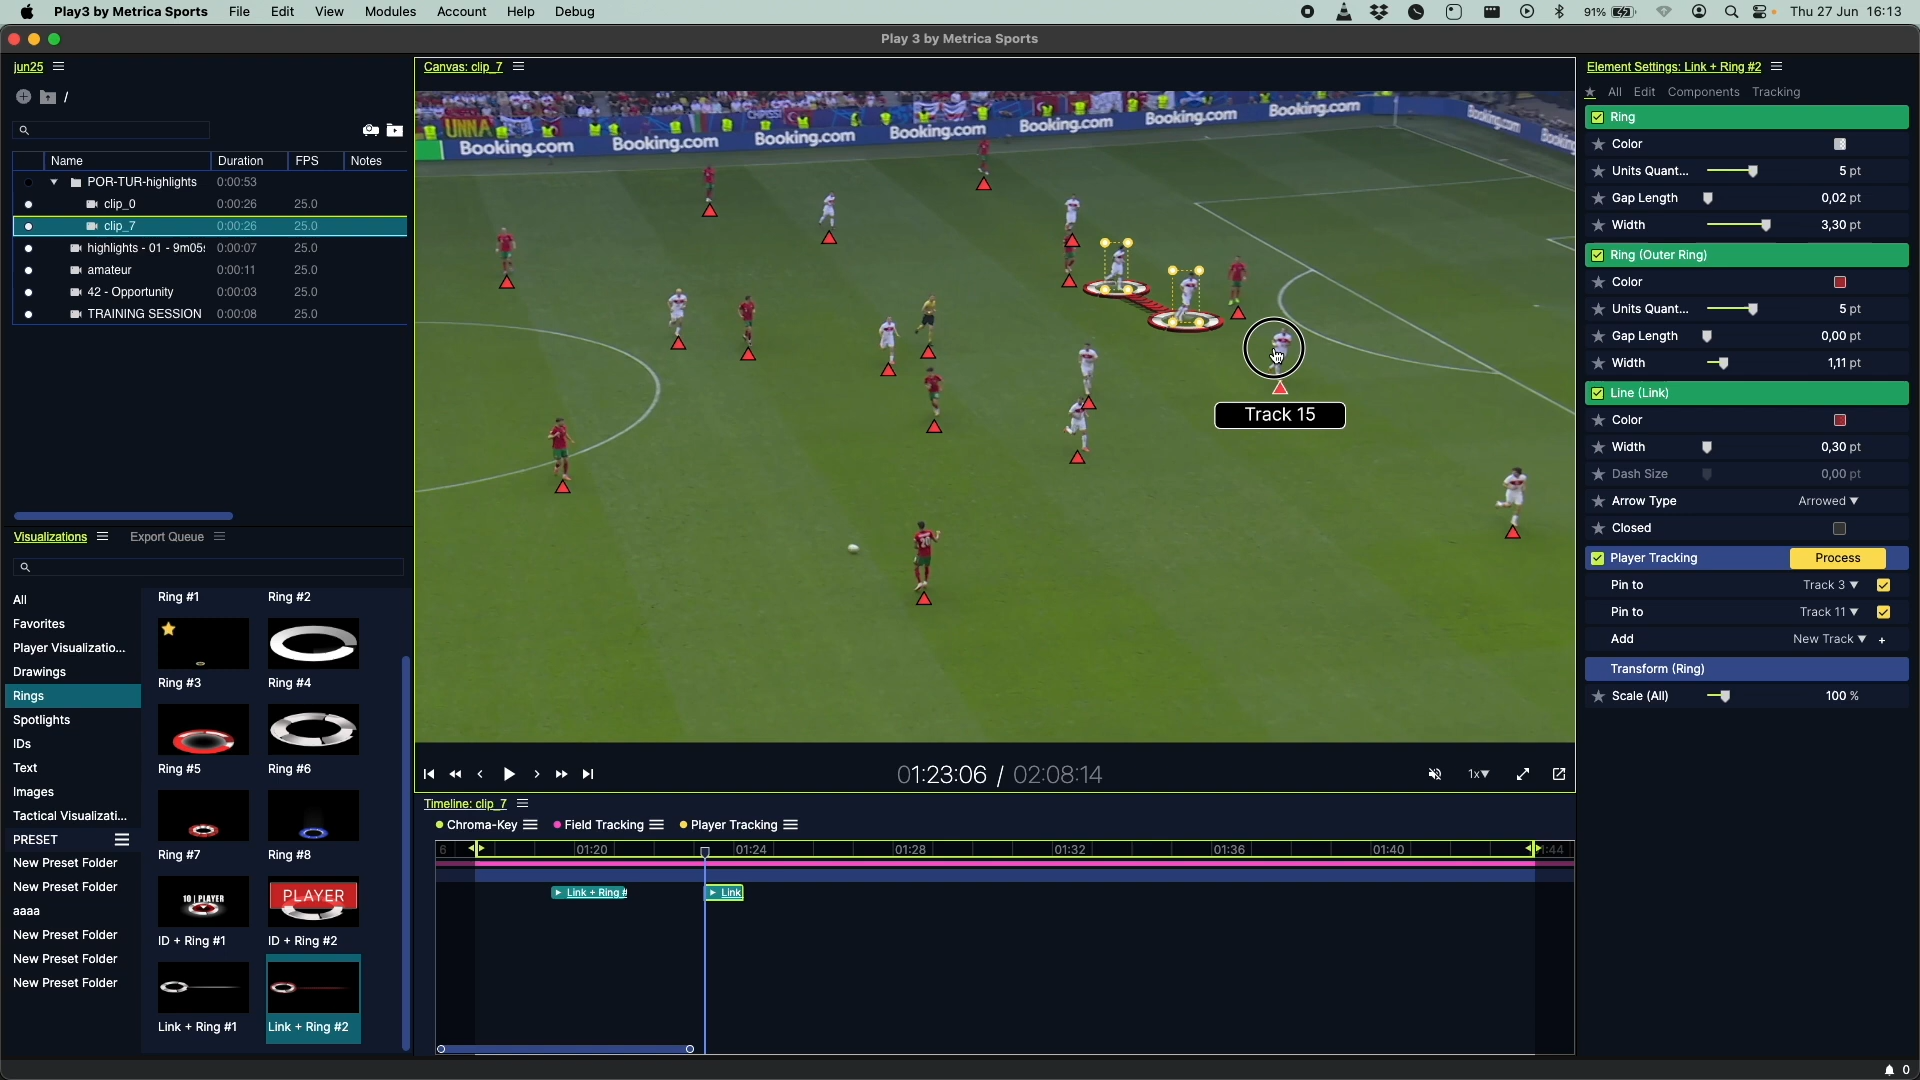 Play3 by Metrica Sports File Edit View Modules Account Help Debug
91% Thu 27 Jun 16:13
Play 3 by Metrica Sports
jun25
/
Name Duration FPS Notes
POR-TUR-highlights 0:00:53
clip_0 0:00:26 25.0
clip_7 0:00:26 25.0
highlights - 01 - 9m05s 0:00:07 25.0
amateur 0:00:11 25.0
42 - Opportunity 0:00:03 25.0
TRAINING SESSION 0:00:08 25.0
Visualizations Export Queue
All
Favorites
Player Visualizatio...
Drawings
Rings
Spotlights
IDs
Text
Images
Tactical Visualizati...
PRESET
New Preset Folder
New Preset Folder
aaaa
New Preset Folder
New Preset Folder
New Preset Folder
Ring #1 Ring #2
Ring #3 Ring #4
Ring #5 Ring #6
Ring #7 Ring #8
10 | PLAYER
PLAYER
ID + Ring #1 ID + Ring #2
Link + Ring #1 Link + Ring #2
Canvas: clip_7
UNNA
Booking.com Booking.com Booking.com Booking.com Booking.com Booking.com Booking.com Booking.com
20
Track 15
01:23:06 / 02:08:14
1x
Timeline: clip_7
Chroma-Key Field Tracking Player Tracking
6 01:20 01:24 01:28 01:32 01:36 01:40 1:44
Link + Ring # Link
Element Settings: Link + Ring #2
All Edit Components Tracking
Ring
Color
Units Quant... 5 pt
Gap Length 0,02 pt
Width 3,30 pt
Ring (Outer Ring)
Color
Units Quant... 5 pt
Gap Length 0,00 pt
Width 1,11 pt
Line (Link)
Color
Width 0,30 pt
Dash Size 0,00 pt
Arrow Type Arrowed
Closed
Player Tracking Process
Pin to Track 3
Pin to Track 11
Add New Track +
Transform (Ring)
Scale (All) 100 %
0